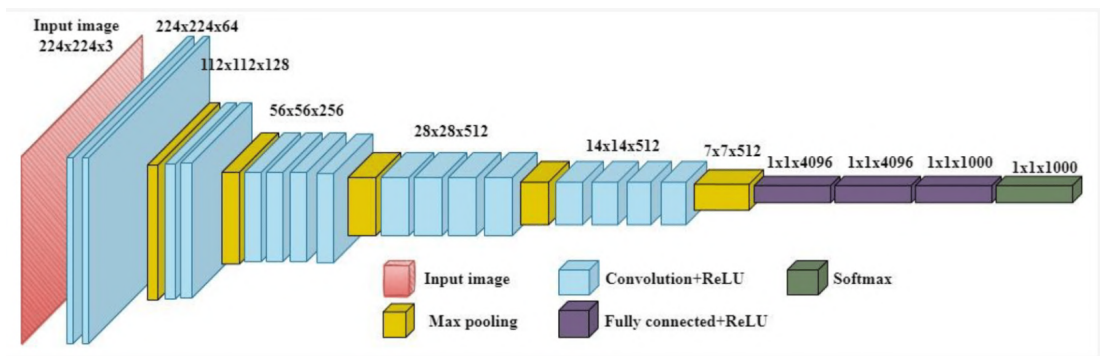 Input image
224x224x3
224x224x64
112x112x128
56x56x256
28x28x512
14x14x512
7x7x512
1x1x4096
1x1x4096
1x1x1000
1x1x1000
Input image
Convolution+ReLU
Softmax
Max pooling
Fully connected+ReLU